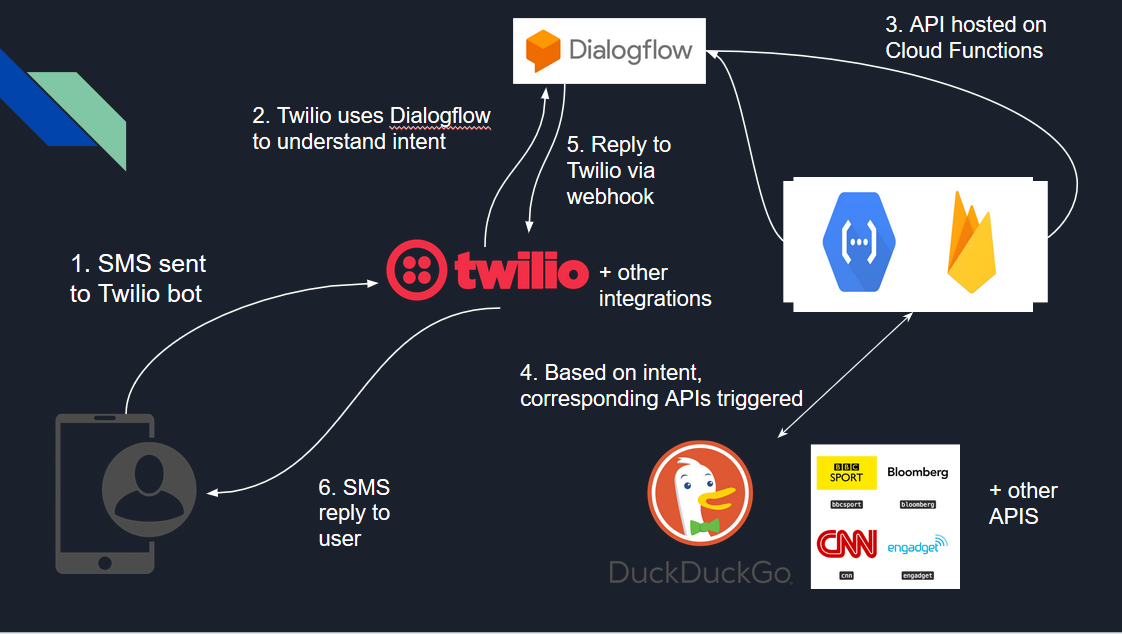 Dialogflow
3. API hosted on
Cloud Functions
2. Twilio uses Dialogflow
to understand intent
5. Reply to
Twilio via
webhook
1. SMS sent
to Twilio bot
twilio
+ other
integrations
4. Based on intent,
corresponding APIs triggered
6. SMS
reply to
user
DuckDuckGo
BBC
SPORT
Bloomberg
bbcsport
bloomberg
CNN
engadget
cnn
engadget
+ other
APIS